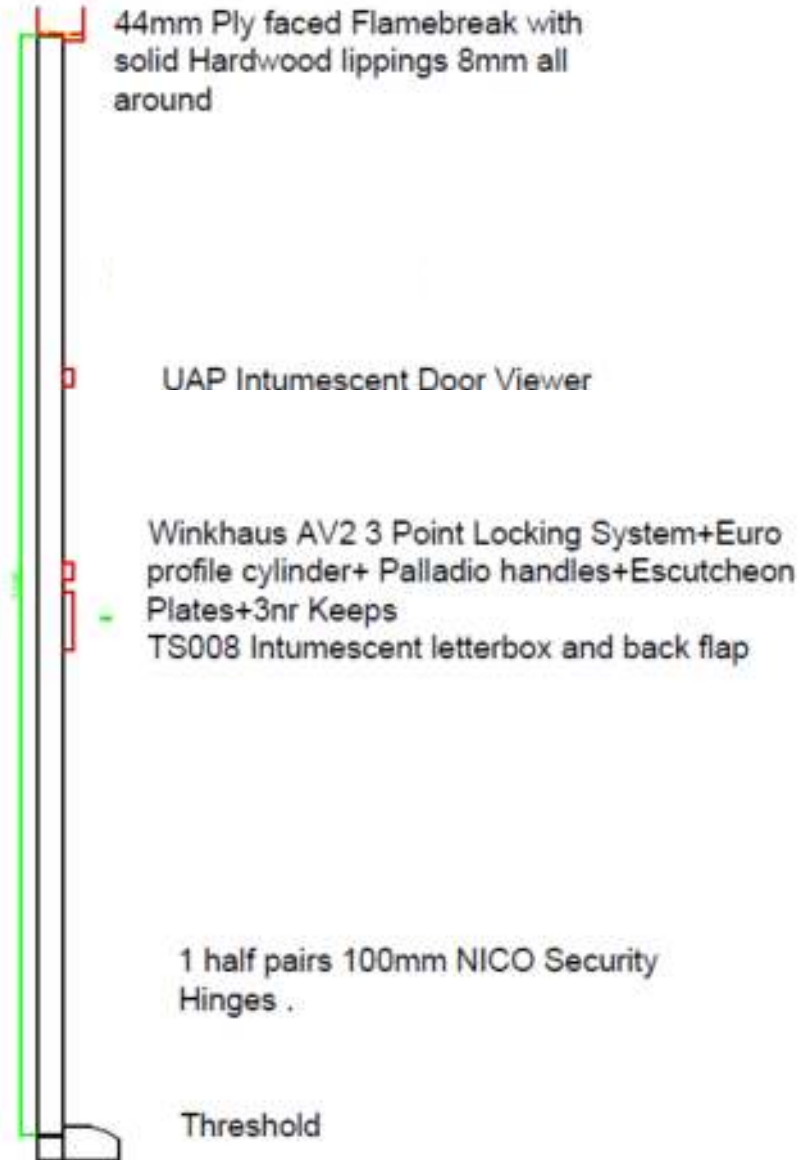 44mm Ply faced Flamebreak with
solid Hardwood lippings 8mm all
around
UAP Intumescent Door Viewer
Winkhaus AV2 3 Point Locking System+Euro
profile cylinder+ Palladio handles+Escutcheon
Plates+3nr Keeps
TS008 Intumescent letterbox and back flap
1 half pairs 100mm NICO Security
Hinges .
Threshold